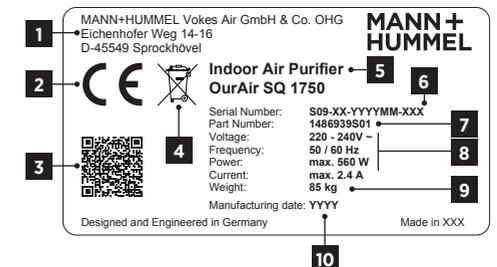 MANN+HUMMEL Vokes Air GmbH & Co. OHG
Eichenhofer Weg 14-16
D-45549 Sprockhövel
MANN+
HUMMEL
1
2
CE
4
Indoor Air Purifier
OurAir SQ 1750
5
6
Serial Number: S09-XX-YYYYMM-XXX
Part Number: 1486939S01
7
Voltage: 220 - 240V ~
Frequency: 50 / 60 Hz
Power: max. 560 W
8
Current: max. 2.4 A
Weight: 85 kg
9
3
Manufacturing date: YYYY
Designed and Engineered in Germany
Made in XXX
10